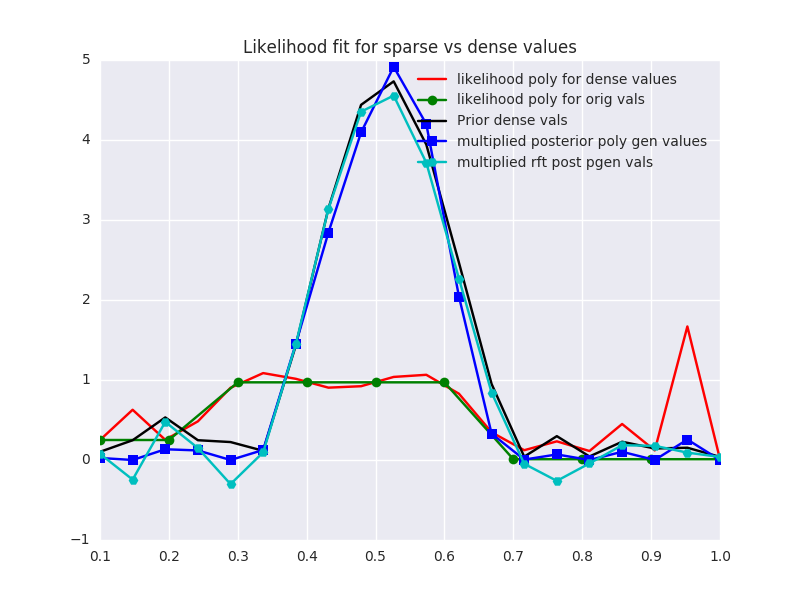 Likelihood fit for sparse vs dense values
likelihood poly for dense values
likelihood poly for orig vals
Prior dense vals
multiplied posterior poly gen values
multiplied rft post pgen vals
5
4
3
2
1
0
−1
0.1 0.2 0.3 0.4 0.5 0.6 0.7 0.8 0.9 1.0